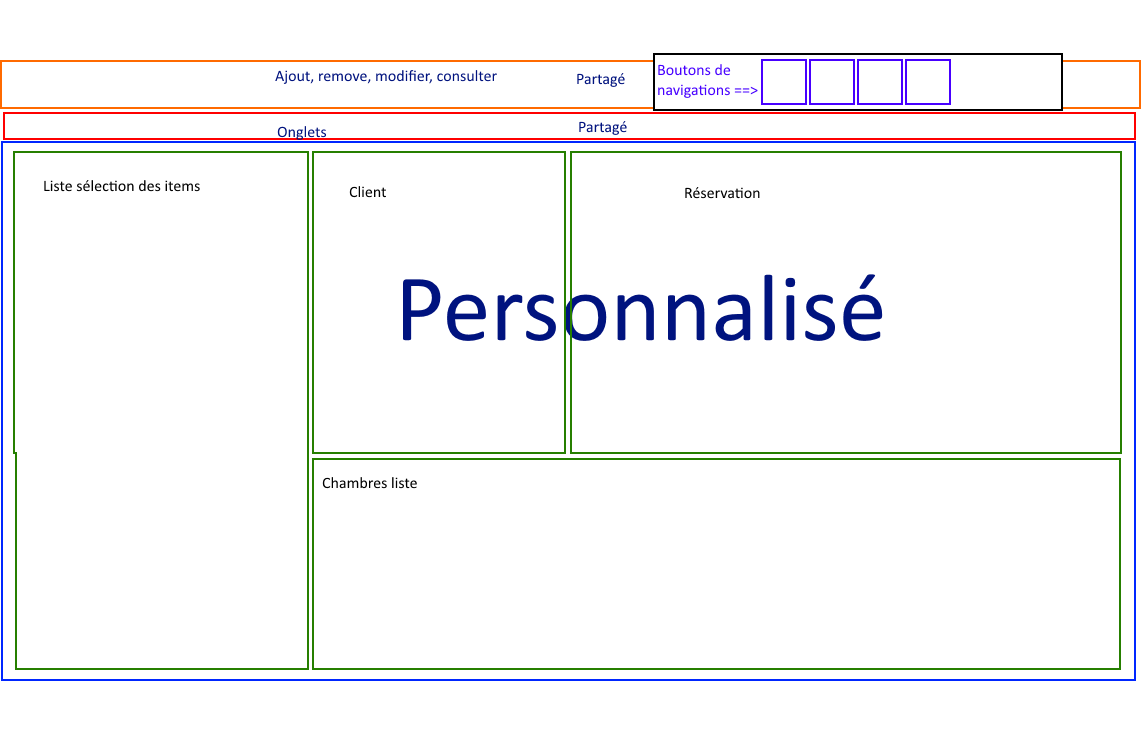 Ajout, remove, modifier, consulter
Partagé
Boutons de
navigations ==>
Onglets
Partagé
Liste sélection des items
Client
Réservation
Personnalisé
Chambres liste